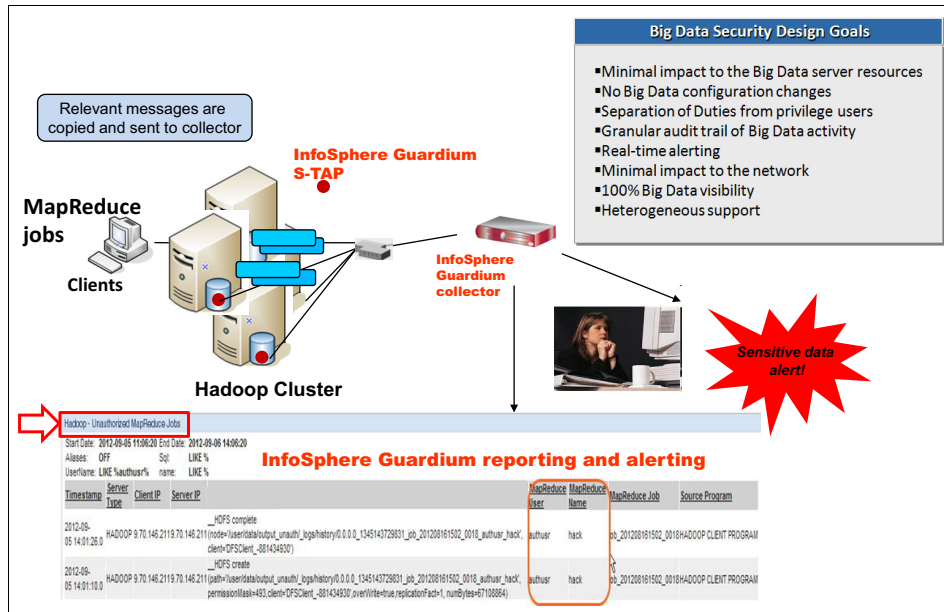 Big Data Security Design Goals
▪Minimal impact to the Big Data server resources
▪No Big Data configuration changes
▪Separation of Duties from privilege users
▪Granular audit trail of Big Data activity
▪Real-time alerting
▪Minimal impact to the network
▪100% Big Data visibility
▪Heterogeneous support
Relevant messages are
copied and sent to collector
InfoSphere Guardium
S-TAP
MapReduce
jobs
Clients
InfoSphere
Guardium
collector
Hadoop Cluster
Sensitive data
alert!
Hadoop - Unauthorized MapReduce Jobs
Start Date: 2012-09-05 11:06:20 End Date: 2012-09-06 14:06:20
Aliases: OFF Sql: LIKE %
UserName: LIKE %authusr% name: LIKE %
InfoSphere Guardium reporting and alerting
Timestamp Server Type Client IP Server IP MapReduce User MapReduce Name MapReduce Job Source Program
__HDFS complete
2012-09-05 14:01:26.0 HADOOP 9.70.146.211 9.70.146.211 (node='/user/data/output_unauth/_logs/history/0.0.0.0_1345143729831_job_201208161502_0018_authusr_hack', authusr hack job_201208161502_0018 HADOOP CLIENT PROGRAM
client='DFSClient_-881434930')
__HDFS create
2012-09-05 14:01:10.0 HADOOP 9.70.146.211 9.70.146.211 (path='/user/data/output_unauth/_logs/history/0.0.0.0_1345143729831_job_201208161502_0018_authusr_hack', authusr hack job_201208161502_0018 HADOOP CLIENT PROGRAM
permissionMask=493,client='DFSClient_-881434930',overWrite=true,replicationFact=1, numBytes=67108864)